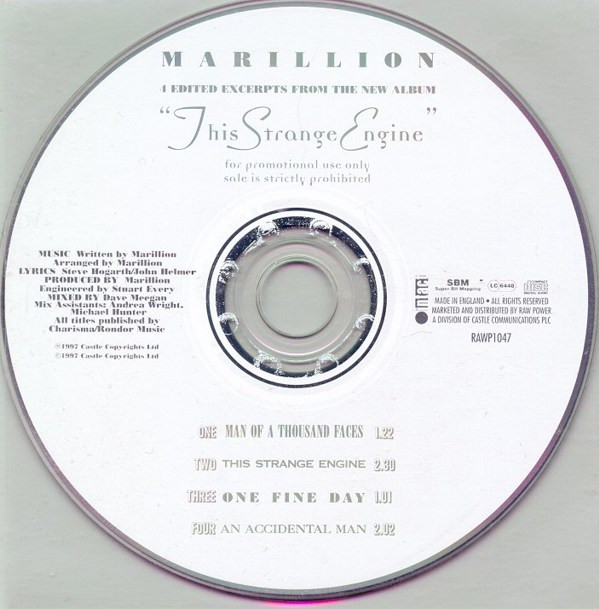 MARILLION
4 EDITED EXCERPTS FROM THE NEW ALBUM
“This Strange Engine”
for promotional use only
sale is strictly prohibited
MUSIC Written by Marillion
Arranged by Marillion
LYRICS Steve Hogarth/John Helmer
PRODUCED BY Marillion
Engineered by Stuart Every
MIXED BY Dave Meegan
Mix Assistants: Andrea Wright,
Michael Hunter
All titles published by
Charisma/Rondor Music
℗1997 Castle Copyrights Ltd
©1997 Castle Copyrights Ltd
SBM
Super Bit Mapping
LC 6448
COMPACT
disc
DIGITAL AUDIO
MADE IN ENGLAND • ALL RIGHTS RESERVED
MARKETED AND DISTRIBUTED BY RAW POWER.
A DIVISION OF CASTLE COMMUNICATIONS PLC
RAWP1047
ONE MAN OF A THOUSAND FACES 1.22
TWO THIS STRANGE ENGINE 2.30
THREE ONE FINE DAY 1.01
FOUR AN ACCIDENTAL MAN 2.02